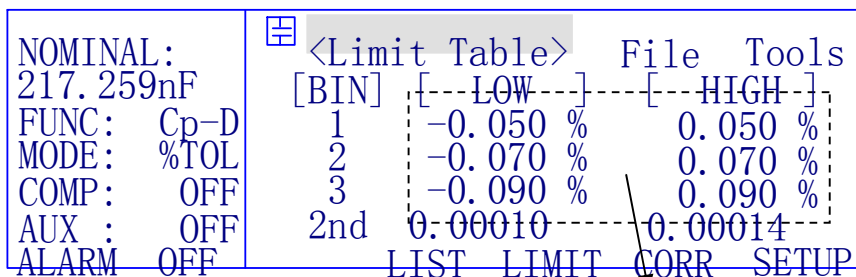 <Limit Table> File Tools
NOMINAL:
217.259nF
[BIN] [ LOW ] [ HIGH ]
FUNC: Cp-D
1 -0.050 % 0.050 %
MODE: %TOL
2 -0.070 % 0.070 %
COMP: OFF
3 -0.090 % 0.090 %
AUX : OFF
2nd 0.00010 0.00014
ALARM OFF
LIST LIMIT CORR SETUP